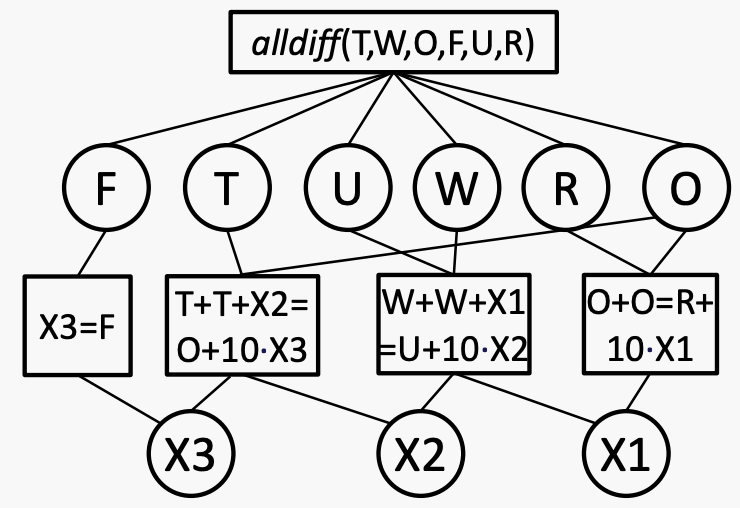 alldiff(T,W,O,F,U,R)
F
T
U
W
R
O
X3=F
T+T+X2=
O+10·X3
W+W+X1
=U+10·X2
O+O=R+
10·X1
X3
X2
X1